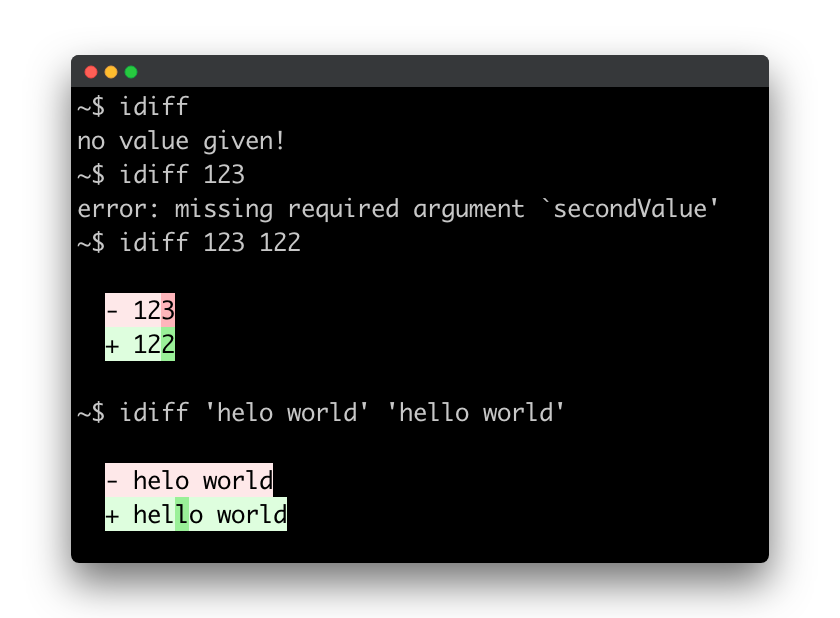 ~$ idiff
no value given!
~$ idiff 123
error: missing required argument `secondValue'
~$ idiff 123 122
- 123
+ 122
~$ idiff 'helo world' 'hello world'
- helo world
+ hello world